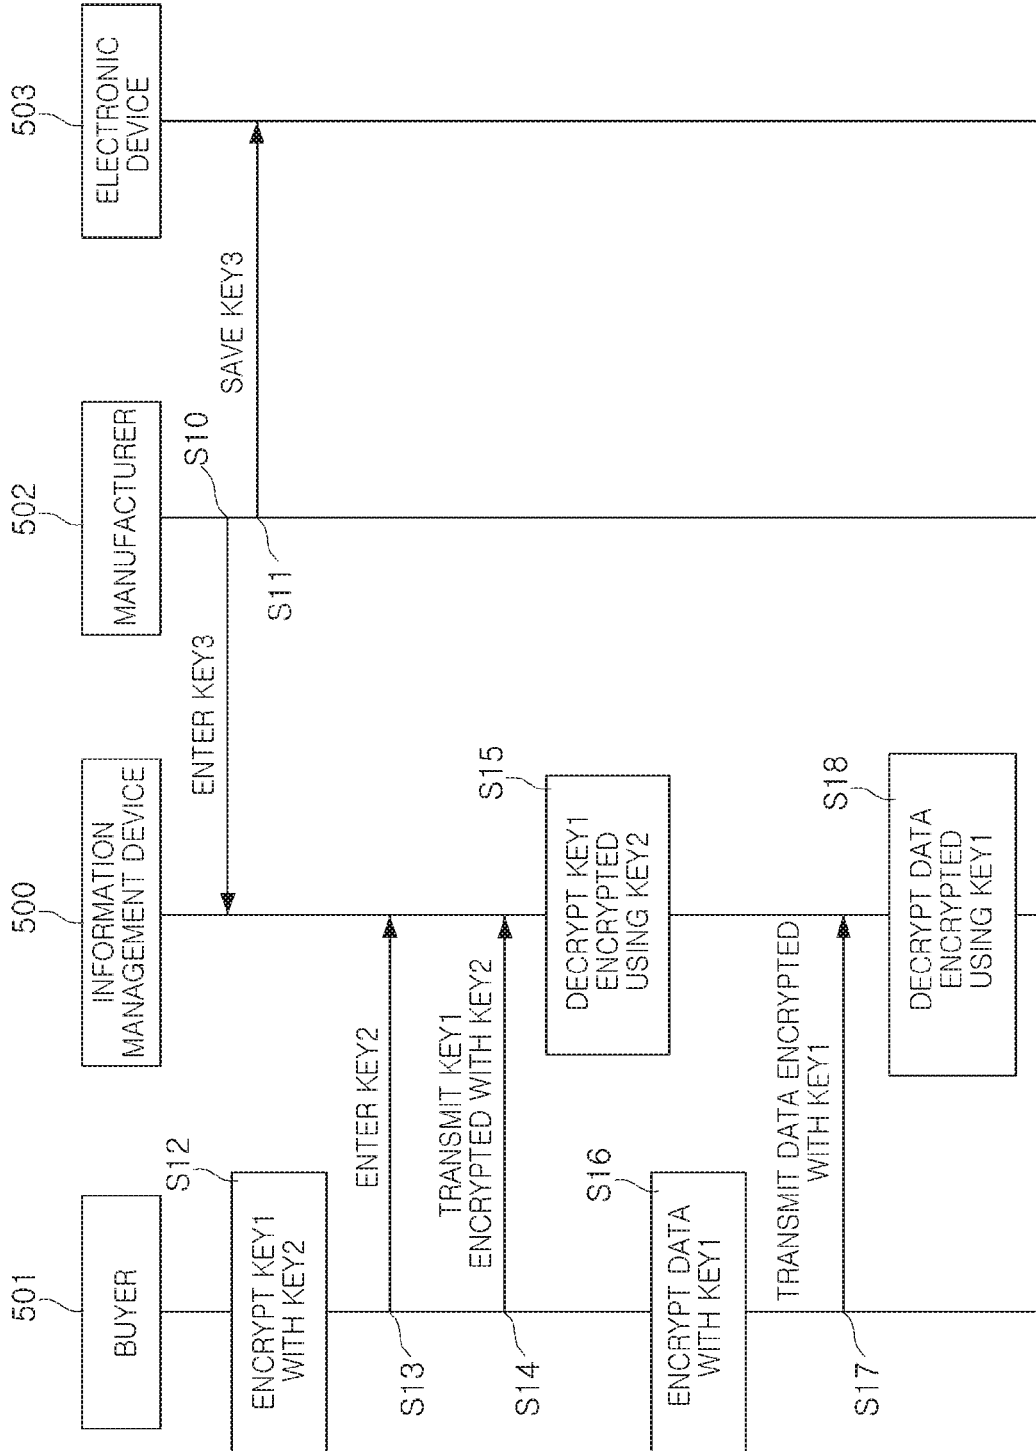 501
BUYER
500
INFORMATION
MANAGEMENT DEVICE
502
MANUFACTURER
503
ELECTRONIC
DEVICE
ENTER KEY3
S10
SAVE KEY3
S11
S12
ENCRYPT KEY1
WITH KEY2
ENTER KEY2
S13
TRANSMIT KEY1
ENCRYPTED WITH KEY2
S14
S15
DECRYPT KEY1
ENCRYPTED
USING KEY2
S16
ENCRYPT DATA
WITH KEY1
TRANSMIT DATA ENCRYPTED
WITH KEY1
S17
S18
DECRYPT DATA
ENCRYPTED
USING KEY1